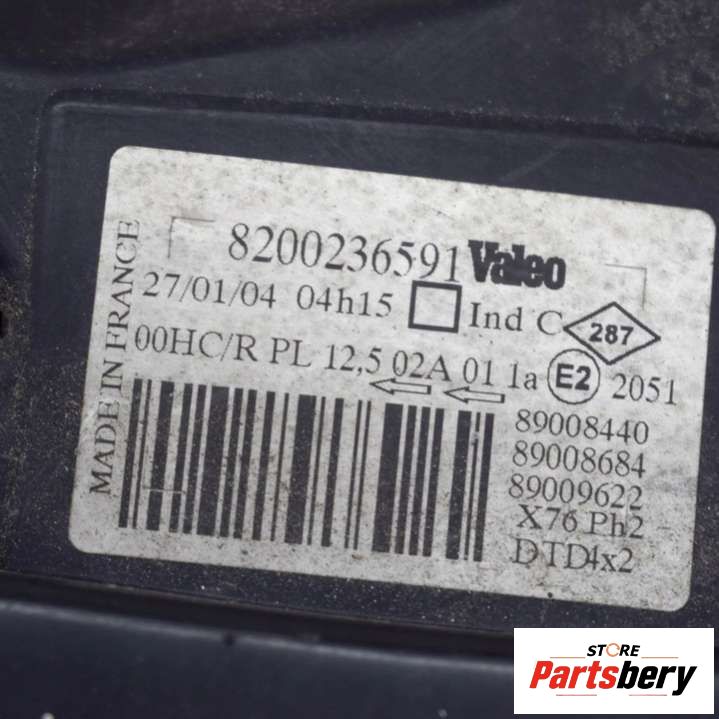 8200236591 Valeo
27/01/04 04h15 Ind C 287
00HC/R PL 12,5 02A 01 1a E2 2051
MADE IN FRANCE
89008440
89008684
89009622
X76 Ph2
DTD4x2
STORE
Partsbery